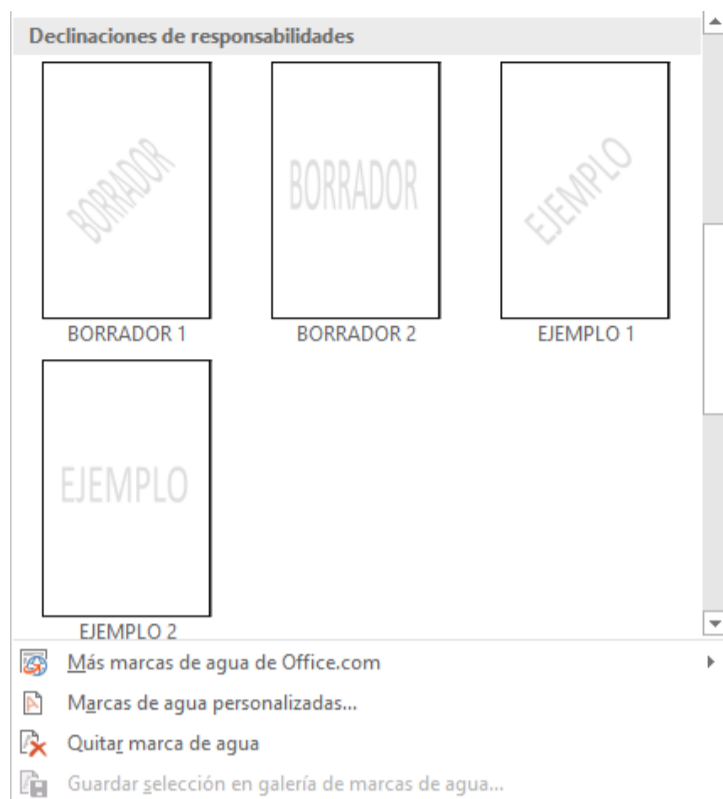 Declinaciones de responsabilidades
BORRADOR
BORRADOR
EJEMPLO
BORRADOR 1
BORRADOR 2
EJEMPLO 1
EJEMPLO
EJEMPLO 2
Más marcas de agua de Office.com
Marcas de agua personalizadas...
Quitar marca de agua
Guardar selección en galería de marcas de agua...